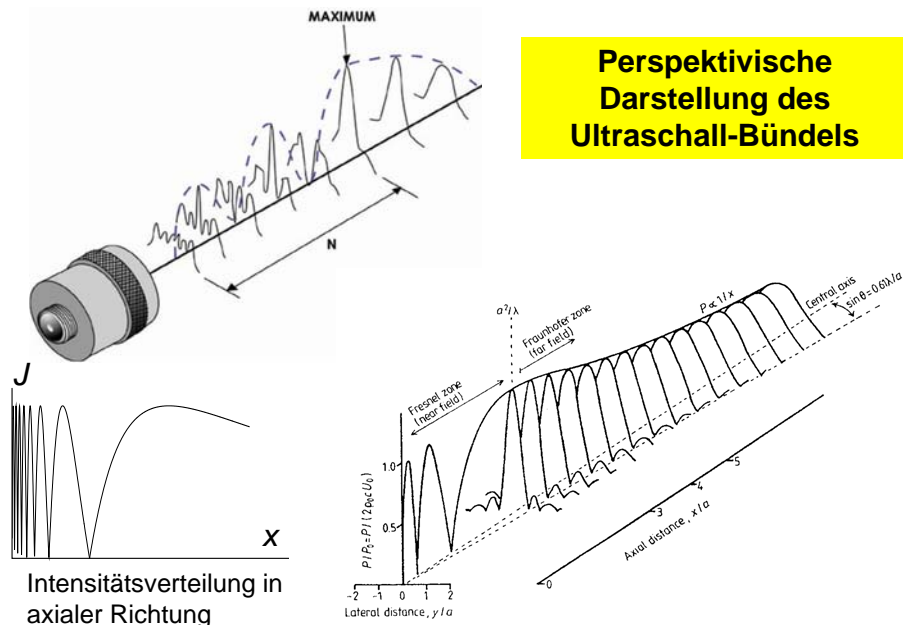 MAXIMUM
N
Perspektivische
Darstellung des
Ultraschall-Bündels
J
x
Intensitätsverteilung in
axialer Richtung
a²/λ
Fresnel zone
(near field)
Fraunhofer zone
(far field)
P ∝ 1/x
Central axis
sin θ = 0.61λ/a
P/P₀ = P/(2ρ₀cU₀)
1.0
0.5
-2 -1 0 1 2
Lateral distance, y/a
0
3
4
5
Axial distance, x/a